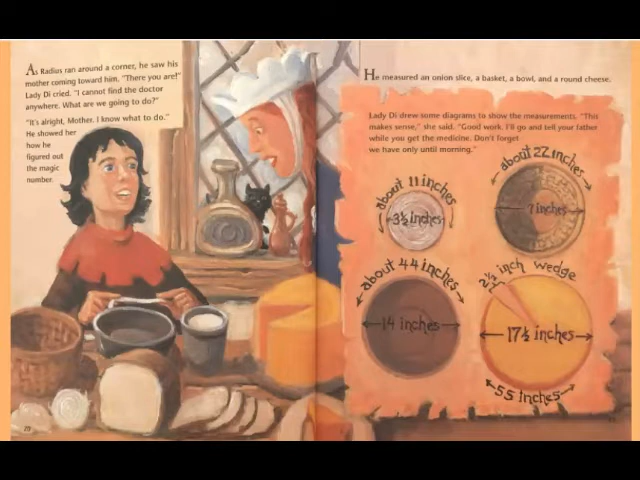 As Radius ran around a corner, he saw his
mother coming toward him. "There you are!"
Lady Di cried. "I cannot find the doctor
anywhere. What are we going to do?"
"It's alright, Mother. I know what to do."
He showed her
how he
figured out
the magic
number.
He measured an onion slice, a basket, a bowl, and a round cheese.
Lady Di drew some diagrams to show the measurements. "This
makes sense," she said. "Good work. I'll go and tell your father
while you get the medicine. Don't forget
we have only until morning."
about 11 inches
3½ inches
about 22 inches
7 inches
about 44 inches
14 inches
2½ inch wedge
17½ inches
55 inches